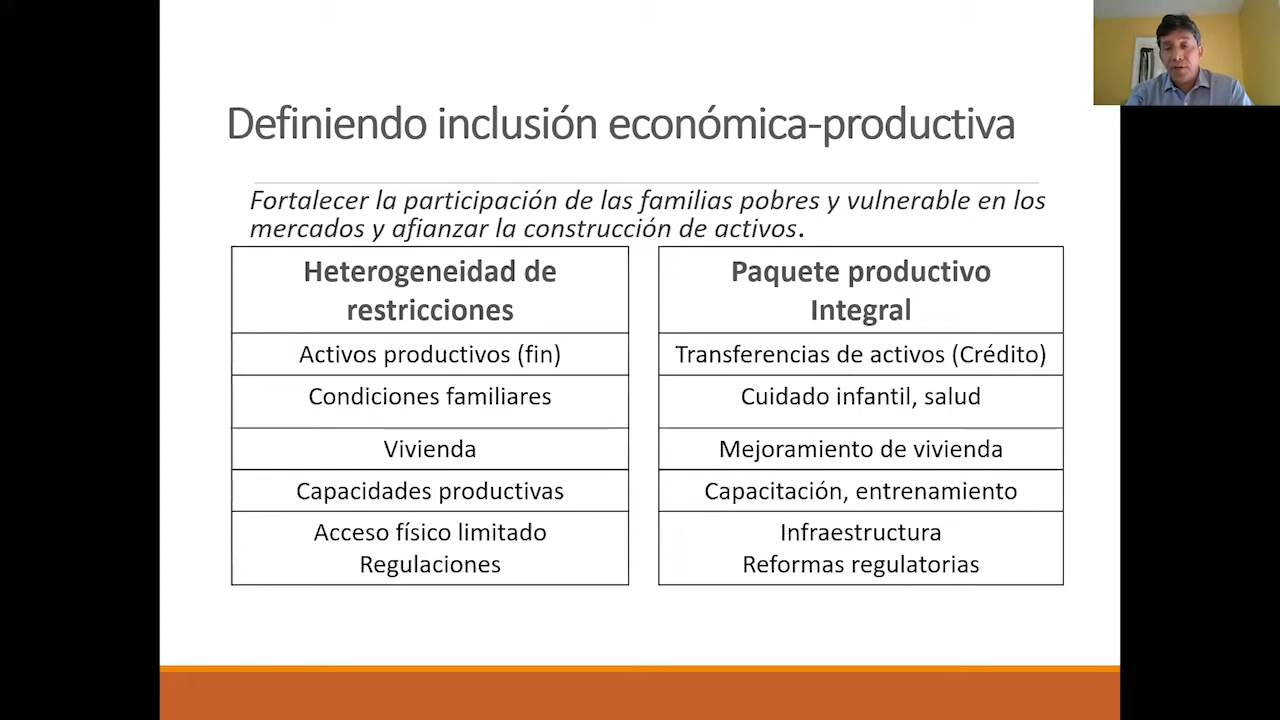 Definiendo inclusión económica-productiva
Fortalecer la participación de las familias pobres y vulnerable en los
mercados y afianzar la construcción de activos.
Heterogeneidad de
restricciones
Activos productivos (fin)
Condiciones familiares
Vivienda
Capacidades productivas
Acceso físico limitado
Regulaciones
Paquete productivo
Integral
Transferencias de activos (Crédito)
Cuidado infantil, salud
Mejoramiento de vivienda
Capacitación, entrenamiento
Infraestructura
Reformas regulatorias